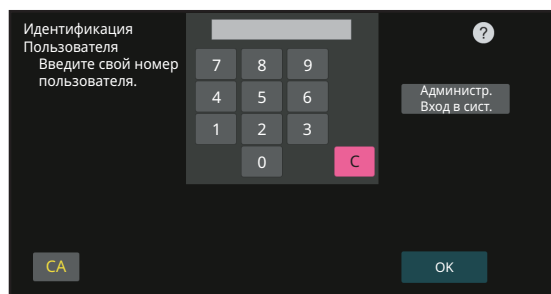 Идентификация
Пользователя
Введите свой номер
пользователя.
?
7 8 9
4 5 6
1 2 3
0 C
Администр.
Вход в сист.
CA
OK